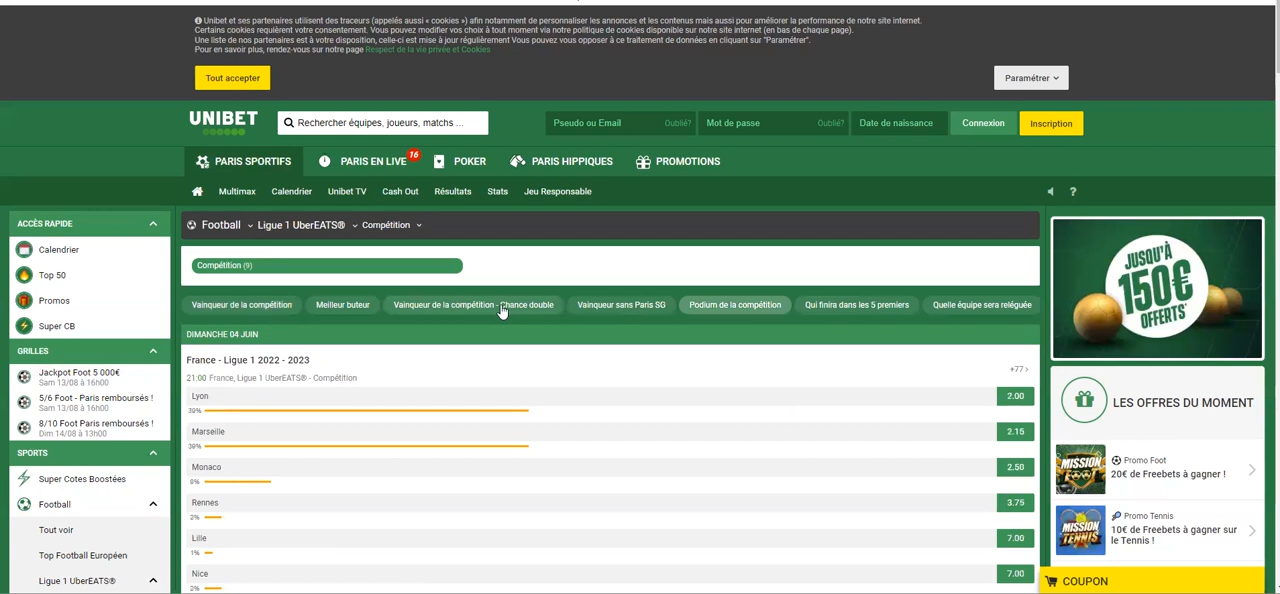 Unibet et ses partenaires utilisent des traceurs (appelés aussi « cookies ») afin notamment de personnaliser les annonces et les contenus mais aussi pour améliorer la performance de notre site internet.
Certains cookies requièrent votre consentement. Vous pouvez modifier vos choix à tout moment via notre politique de cookies disponible sur notre site internet (en bas de chaque page).
Une liste de nos partenaires est à votre disposition, celle-ci est mise à jour régulièrement Vous pouvez vous opposer à ce traitement de données en cliquant sur "Paramétrer".
Pour en savoir plus, rendez-vous sur notre page Respect de la vie privée et Cookies
Tout accepter
Paramétrer
UNIBET
Rechercher équipes, joueurs, matchs ...
Pseudo ou Email Oublié?
Mot de passe Oublié?
Date de naissance
Connexion
Inscription
PARIS SPORTIFS
PARIS EN LIVE 16
POKER
PARIS HIPPIQUES
PROMOTIONS
Multimax
Calendrier
Unibet TV
Cash Out
Résultats
Stats
Jeu Responsable
?
ACCÈS RAPIDE
Calendrier
Top 50
Promos
Super CB
GRILLES
Jackpot Foot 5 000€
Sam 13/08 à 16h00
5/6 Foot - Paris remboursés !
Sam 13/08 à 16h00
8/10 Foot Paris remboursés !
Dim 14/08 à 13h00
SPORTS
Super Cotes Boostées
Football
Tout voir
Top Football Européen
Ligue 1 UberEATS®
Football
Ligue 1 UberEATS®
Compétition
Compétition (9)
Vainqueur de la compétition
Meilleur buteur
Vainqueur de la compétition - Chance double
Vainqueur sans Paris SG
Podium de la compétition
Qui finira dans les 5 premiers
Quelle équipe sera reléguée
DIMANCHE 04 JUIN
France - Ligue 1 2022 - 2023
+77 >
21:00 France, Ligue 1 UberEATS® - Compétition
Lyon 2.00
39%
Marseille 2.15
39%
Monaco 2.50
8%
Rennes 3.75
2%
Lille 7.00
1%
Nice 7.00
2%
JUSQU'À
150€
OFFERTS*
LES OFFRES DU MOMENT
MISSION
FOOT
Promo Foot
20€ de Freebets à gagner !
MISSION
TENNIS
Promo Tennis
10€ de Freebets à gagner sur
le Tennis !
COUPON